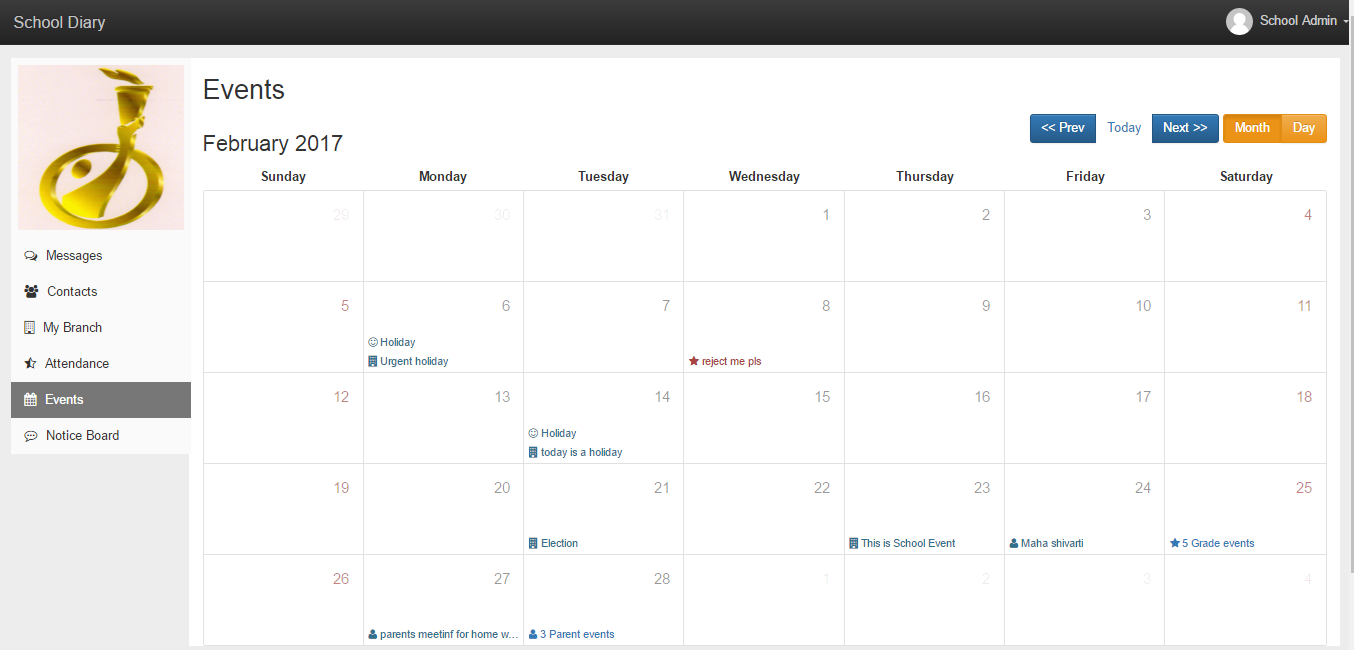 School Diary
School Admin
Events
<< Prev Today Next >> Month Day
February 2017
Sunday Monday Tuesday Wednesday Thursday Friday Saturday
29 30 31 1 2 3 4
5 6 7 8 9 10 11
Holiday
Urgent holiday reject me pls
12 13 14 15 16 17 18
Holiday
today is a holiday
19 20 21 22 23 24 25
Election This is School Event Maha shivarti 5 Grade events
26 27 28 1 2 3 4
parents meetinf for home w... 3 Parent events
Messages
Contacts
My Branch
Attendance
Events
Notice Board